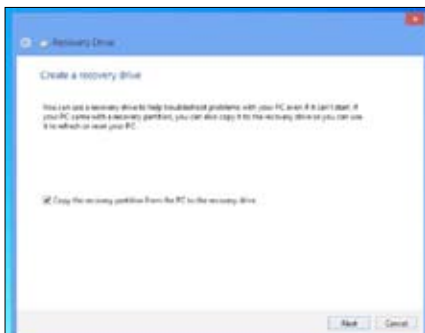 Recovery Drive
Create a recovery drive
You can use a recovery drive to help troubleshoot problems with your PC even if it can't start. If
your PC came with a recovery partition, you can also copy it to the recovery drive so you can use
it to refresh or reset your PC.
Copy the recovery partition from the PC to the recovery drive.
Next Cancel